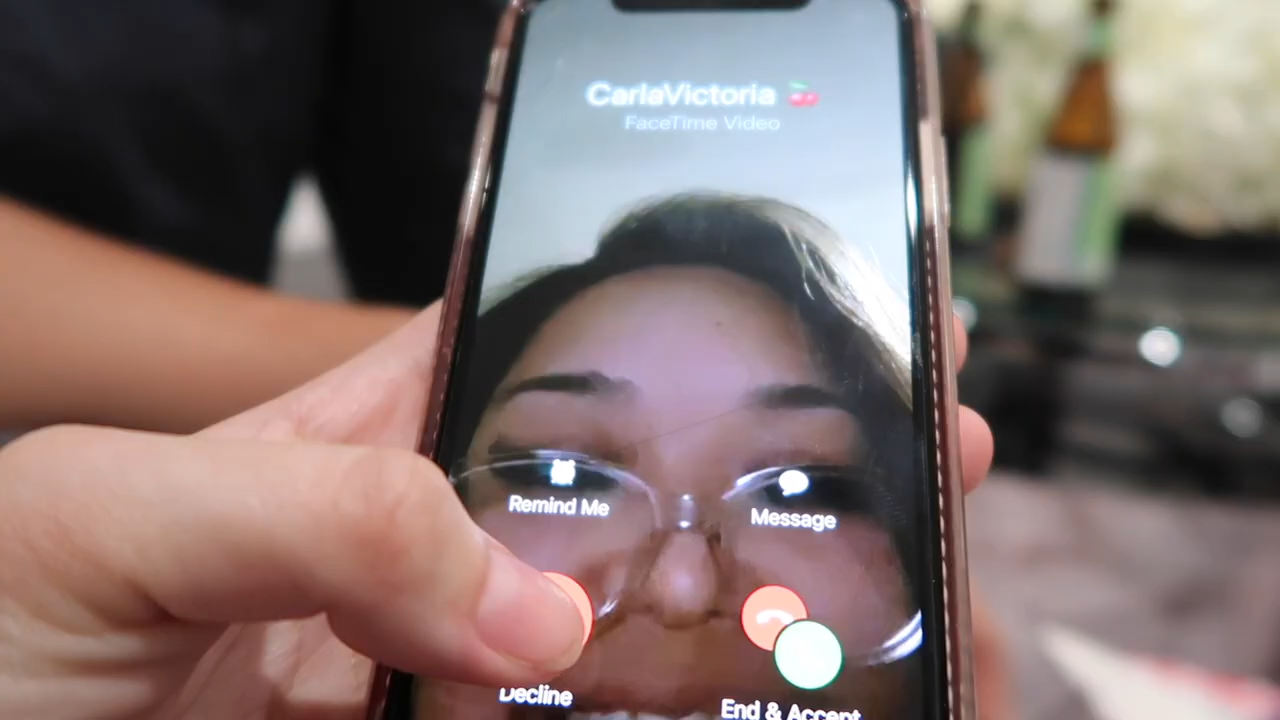 CarlaVictoria 🍒
FaceTime Video
Remind Me
Message
Decline
End & Accept